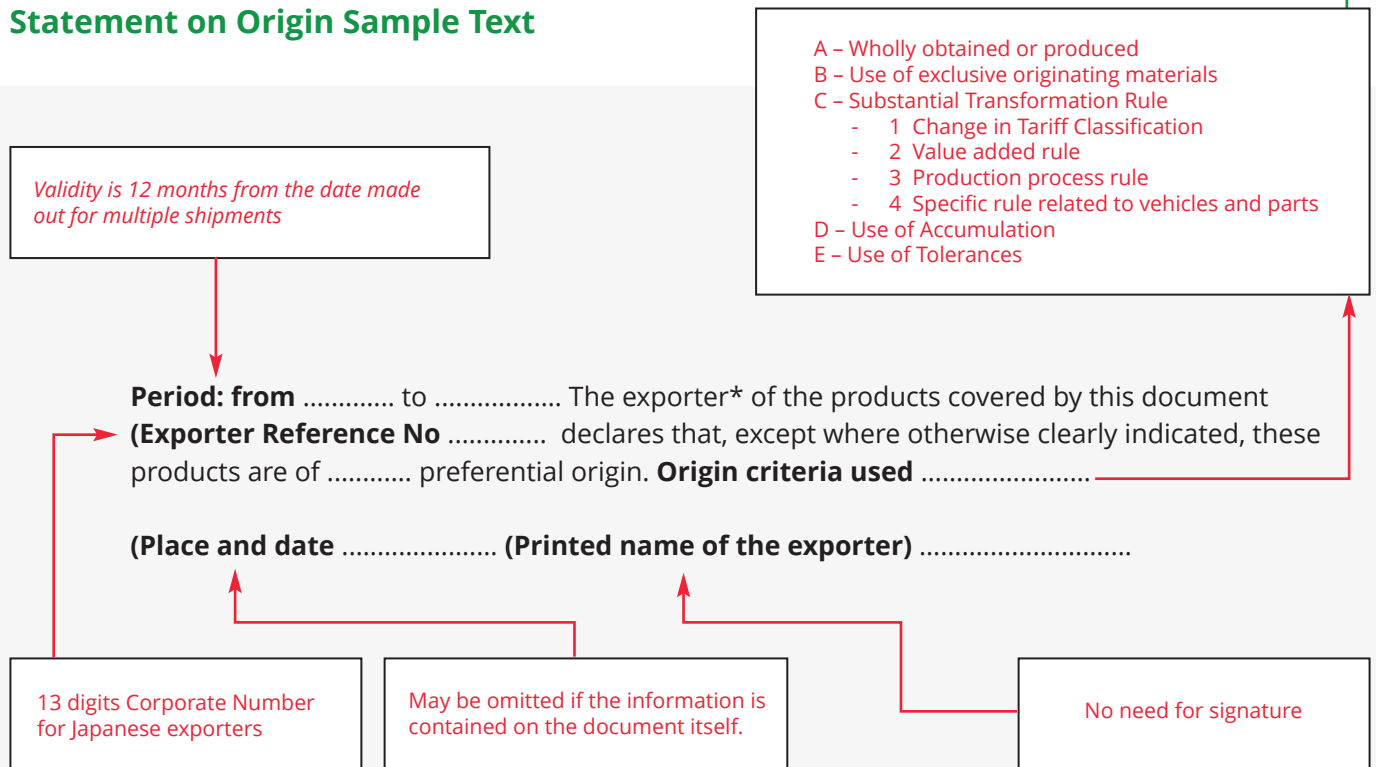 Statement on Origin Sample Text
A – Wholly obtained or produced
B – Use of exclusive originating materials
C – Substantial Transformation Rule
- 1 Change in Tariff Classification
- 2 Value added rule
- 3 Production process rule
- 4 Specific rule related to vehicles and parts
D – Use of Accumulation
E – Use of Tolerances
Validity is 12 months from the date made
out for multiple shipments
Period: from ............. to .................. The exporter* of the products covered by this document
(Exporter Reference No .............. declares that, except where otherwise clearly indicated, these
products are of ............ preferential origin. Origin criteria used ........................
(Place and date ...................... (Printed name of the exporter) ..............................
13 digits Corporate Number
for Japanese exporters
May be omitted if the information is
contained on the document itself.
No need for signature